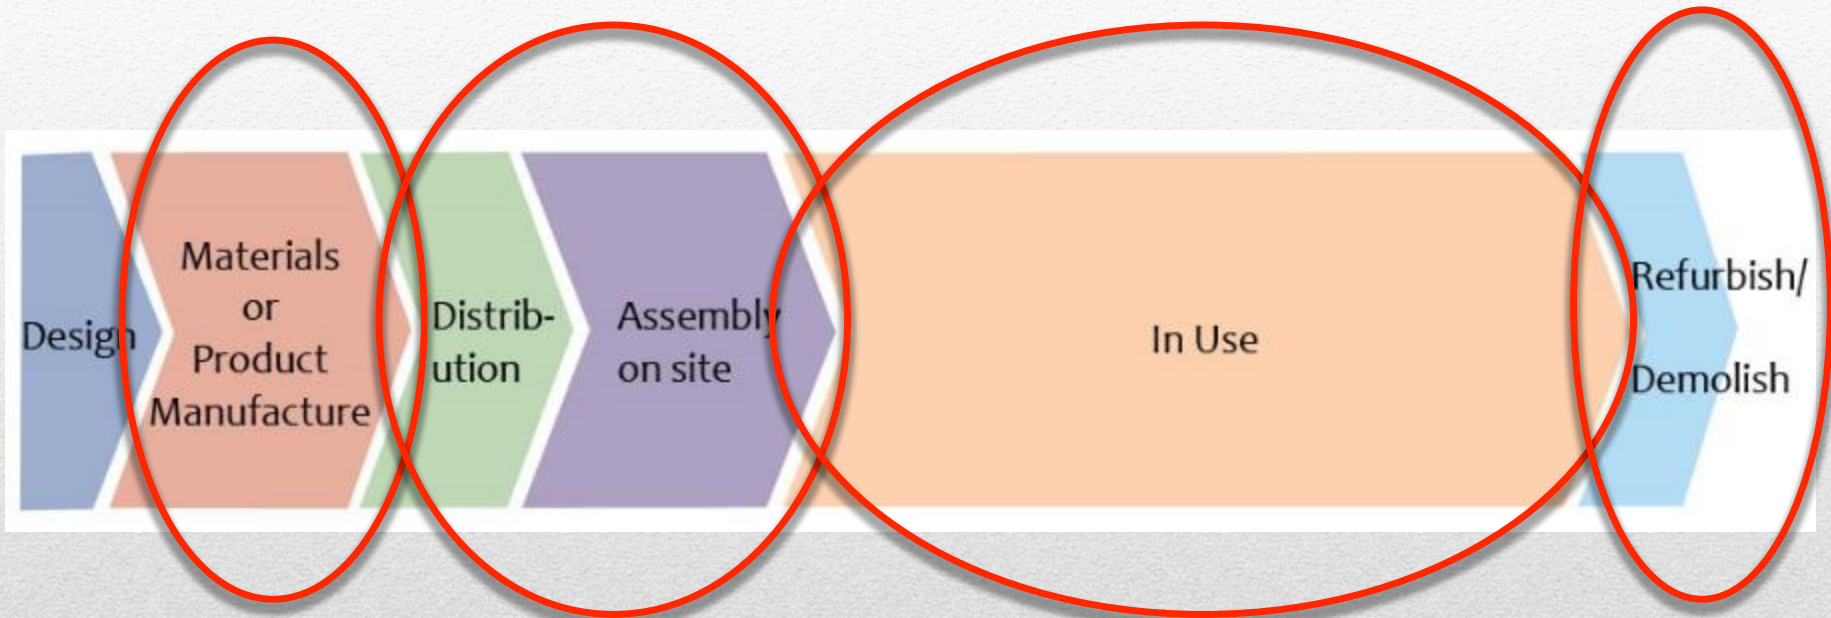 Design
Materials
or
Product
Manufacture
Distrib-
ution
Assembly
on site
In Use
Refurbish/
Demolish